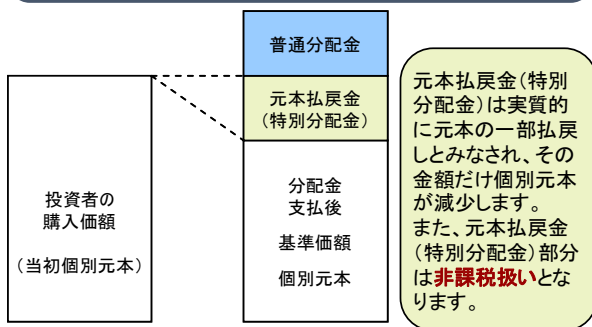 普通分配金
元本払戻金
(特別分配金)
分配金
支払後
基準価額
個別元本
投資者の
購入価額
(当初個別元本)
元本払戻金(特別
分配金)は実質的
に元本の一部払戻
しとみなされ、その
金額だけ個別元本
が減少します。
また、元本払戻金
(特別分配金)部分
は非課税扱いとな
ります。